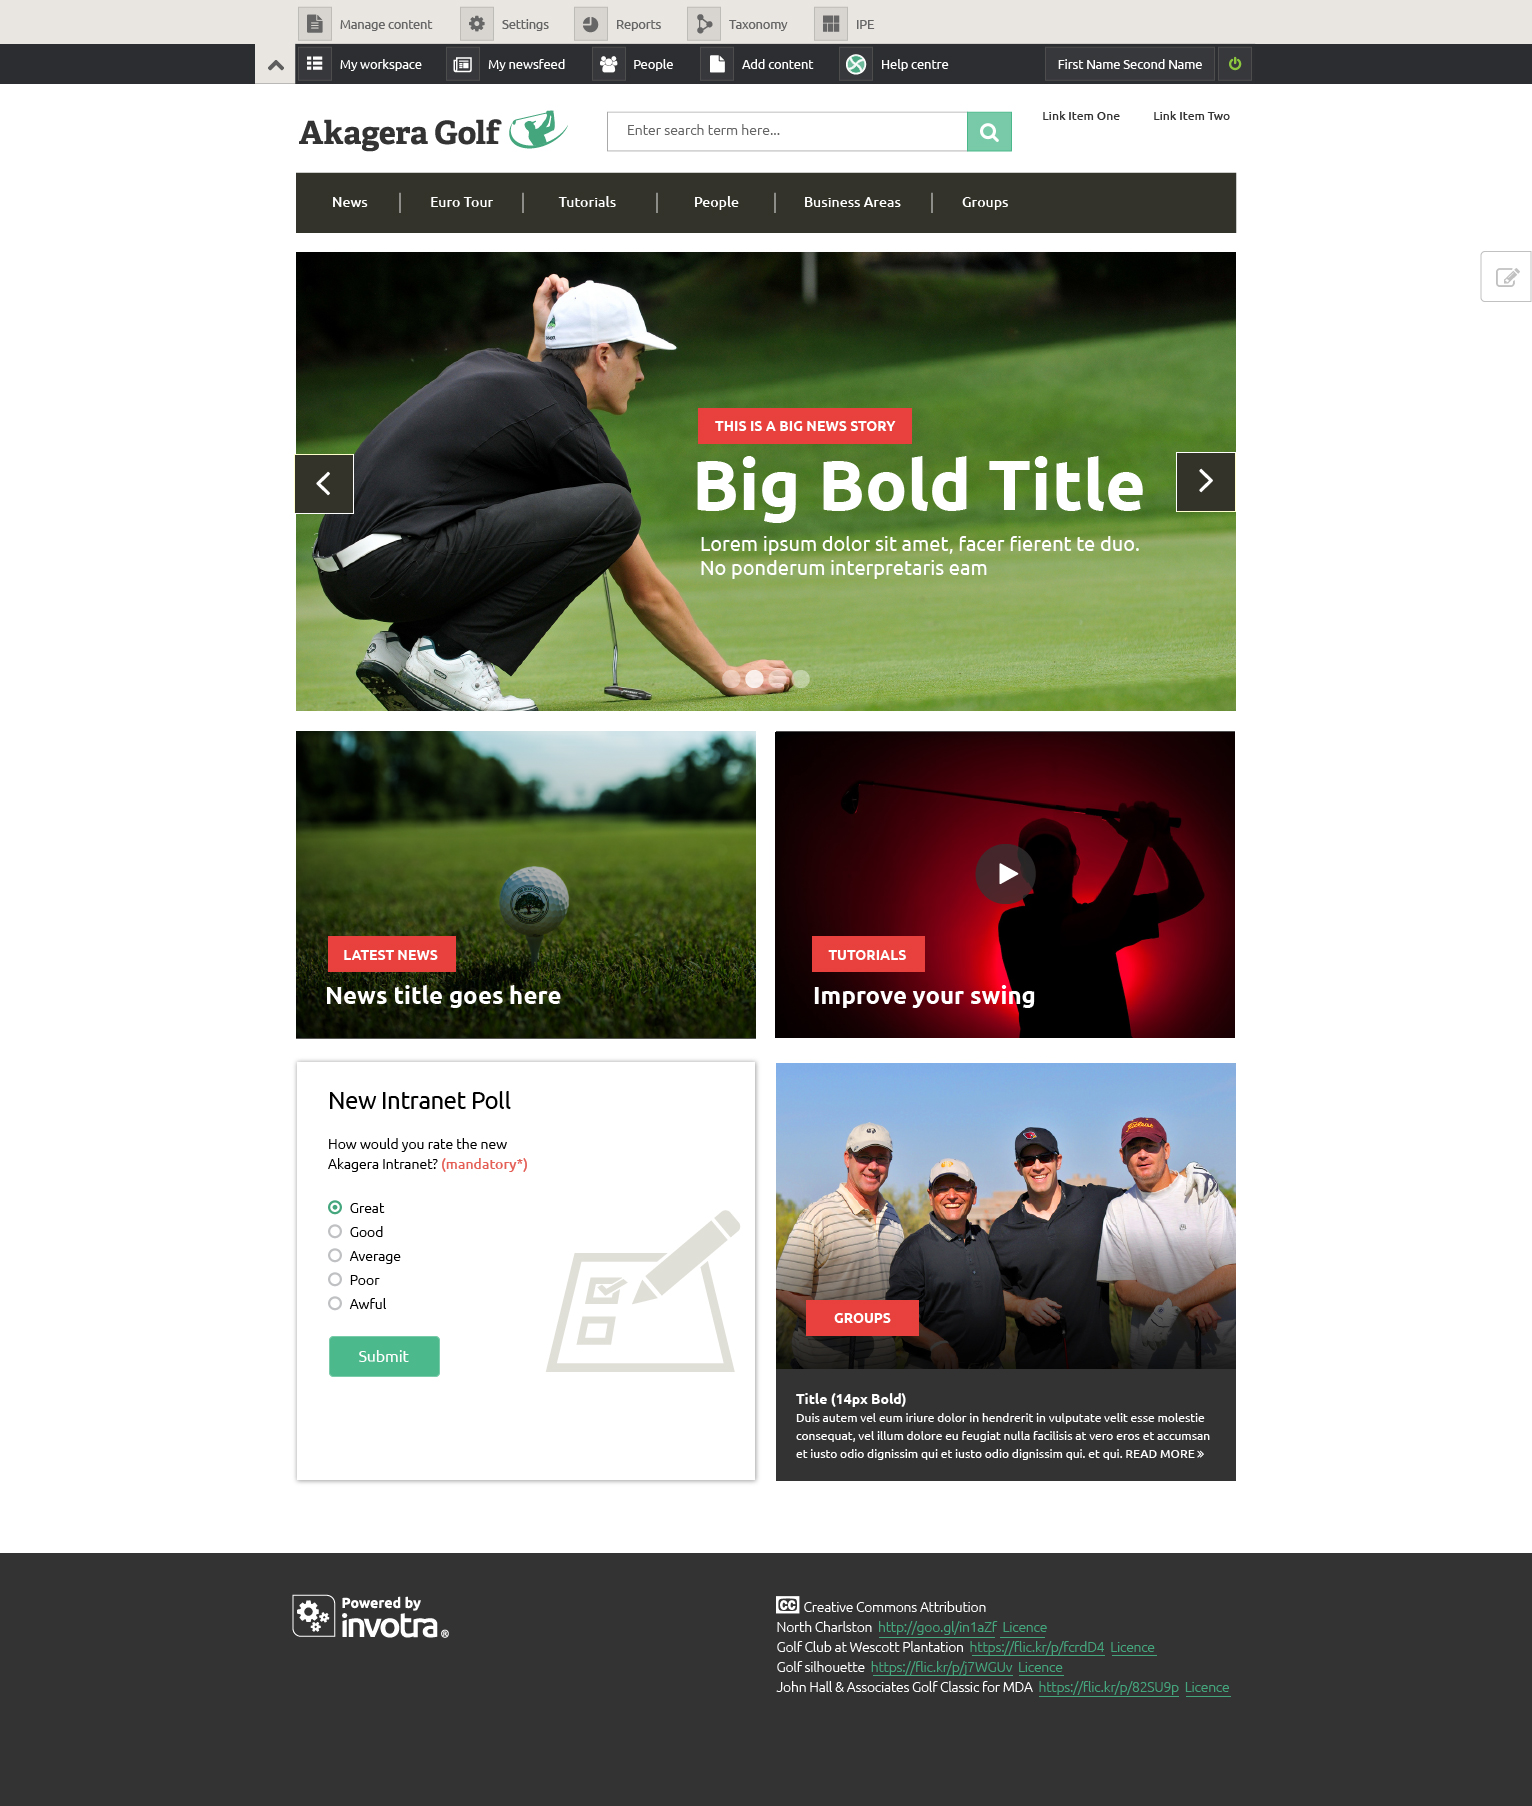 Manage content
Settings
Reports
Taxonomy
IPE
My workspace
My newsfeed
People
Add content
Help centre
First Name Second Name
Akagera Golf
Enter search term here...
Link Item One
Link Item Two
News
Euro Tour
Tutorials
People
Business Areas
Groups
THIS IS A BIG NEWS STORY
Big Bold Title
Lorem ipsum dolor sit amet, facer fierent te duo.
No ponderum interpretaris eam
LATEST NEWS
News title goes here
TUTORIALS
Improve your swing
New Intranet Poll
How would you rate the new
Akagera Intranet? (mandatory*)
Great
Good
Average
Poor
Awful
Submit
GROUPS
Title (14px Bold)
Duis autem vel eum iriure dolor in hendrerit in vulputate velit esse molestie
consequat, vel illum dolore eu feugiat nulla facilisis at vero eros et accumsan
et iusto odio dignissim qui et iusto odio dignissim qui. et qui. READ MORE »
Powered by
invotra®
CC Creative Commons Attribution
North Charlston http://goo.gl/in1aZf Licence
Golf Club at Wescott Plantation https://flic.kr/p/fcrdD4 Licence
Golf silhouette https://flic.kr/p/j7WGUv Licence
John Hall & Associates Golf Classic for MDA https://flic.kr/p/82SU9p Licence